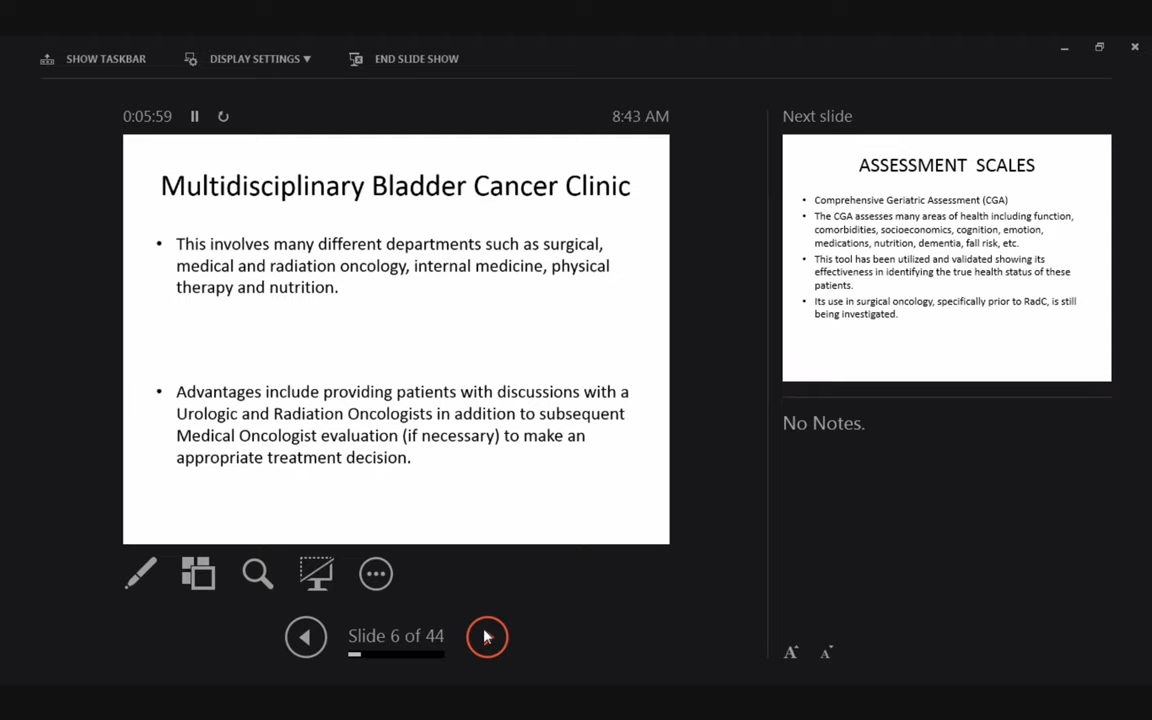 SHOW TASKBAR
DISPLAY SETTINGS ▼
END SLIDE SHOW
0:05:59
8:43 AM
Multidisciplinary Bladder Cancer Clinic
• This involves many different departments such as surgical,
medical and radiation oncology, internal medicine, physical
therapy and nutrition.
• Advantages include providing patients with discussions with a
Urologic and Radiation Oncologists in addition to subsequent
Medical Oncologist evaluation (if necessary) to make an
appropriate treatment decision.
Slide 6 of 44
Next slide
ASSESSMENT SCALES
• Comprehensive Geriatric Assessment (CGA)
• The CGA assesses many areas of health including function,
comorbidities, socioeconomics, cognition, emotion,
medications, nutrition, dementia, fall risk, etc.
• This tool has been utilized and validated showing its
effectiveness in identifying the true health status of these
patients.
• Its use in surgical oncology, specifically prior to RadC, is still
being investigated.
No Notes.
A A